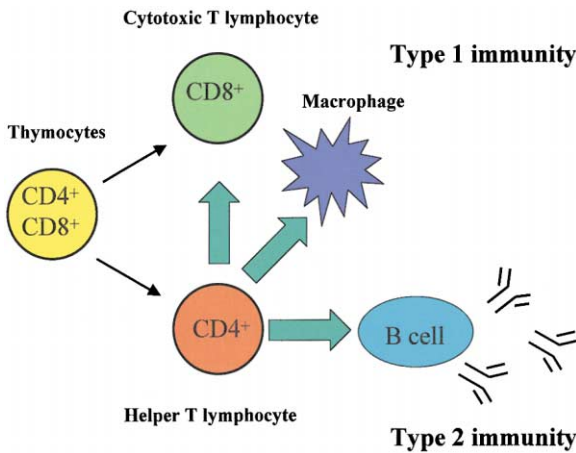 Cytotoxic T lymphocyte
Type 1 immunity
CD8+
Macrophage
Thymocytes
CD4+
CD8+
CD4+
B cell
Helper T lymphocyte
Type 2 immunity